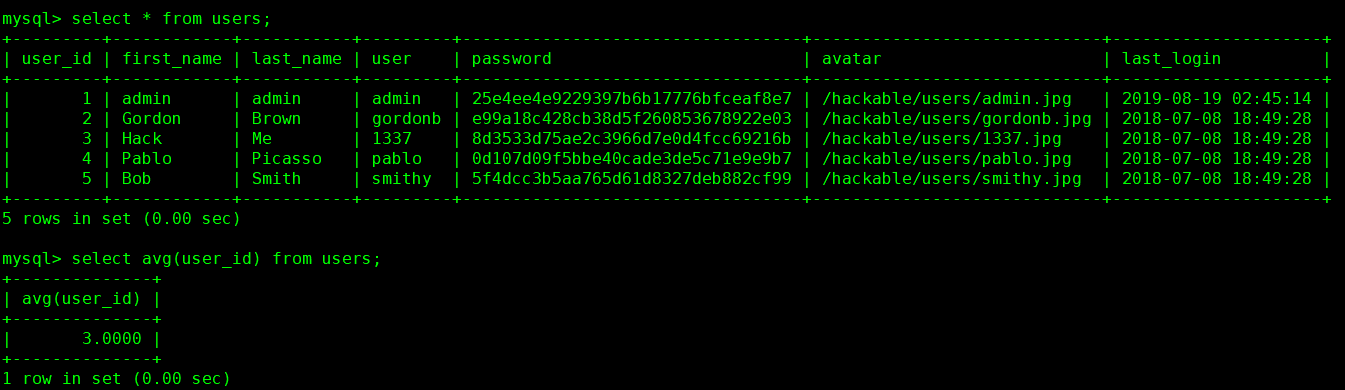 mysql> select * from users;
+---------+------------+-----------+---------+----------------------------------+-----------------------------+---------------------+
| user_id | first_name | last_name | user    | password                         | avatar                      | last_login          |
+---------+------------+-----------+---------+----------------------------------+-----------------------------+---------------------+
|       1 | admin      | admin     | admin   | 25e4ee4e9229397b6b17776bfceaf8e7 | /hackable/users/admin.jpg   | 2019-08-19 02:45:14 |
|       2 | Gordon     | Brown     | gordonb | e99a18c428cb38d5f260853678922e03 | /hackable/users/gordonb.jpg | 2018-07-08 18:49:28 |
|       3 | Hack       | Me        | 1337    | 8d3533d75ae2c3966d7e0d4fcc69216b | /hackable/users/1337.jpg    | 2018-07-08 18:49:28 |
|       4 | Pablo      | Picasso   | pablo   | 0d107d09f5bbe40cade3de5c71e9e9b7 | /hackable/users/pablo.jpg   | 2018-07-08 18:49:28 |
|       5 | Bob        | Smith     | smithy  | 5f4dcc3b5aa765d61d8327deb882cf99 | /hackable/users/smithy.jpg  | 2018-07-08 18:49:28 |
+---------+------------+-----------+---------+----------------------------------+-----------------------------+---------------------+
5 rows in set (0.00 sec)

mysql> select avg(user_id) from users;
+--------------+
| avg(user_id) |
+--------------+
|       3.0000 |
+--------------+
1 row in set (0.00 sec)